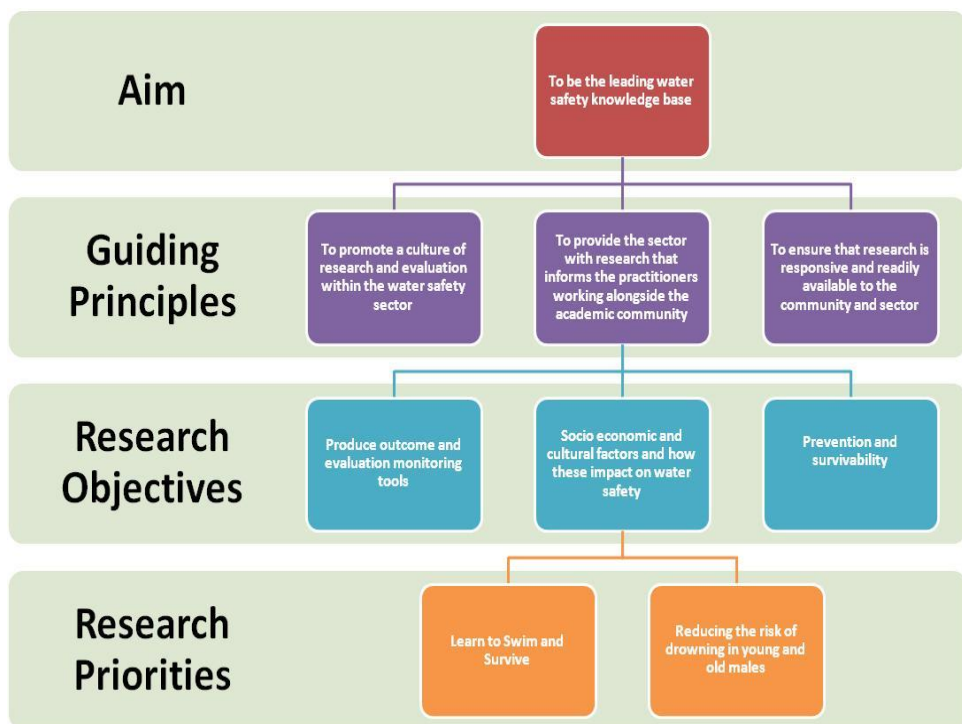 Aim
To be the leading water
safety knowledge base
Guiding
Principles
To promote a culture of
research and evaluation
within the water safety
sector
To provide the sector
with research that
informs the practitioners
working alongside the
academic community
To ensure that research is
responsive and readily
available to the
community and sector
Research
Objectives
Produce outcome and
evaluation monitoring
tools
Socio economic and
cultural factors and how
these impact on water
safety
Prevention and
survivability
Research
Priorities
Learn to Swim and
Survive
Reducing the risk of
drowning in young and
old males